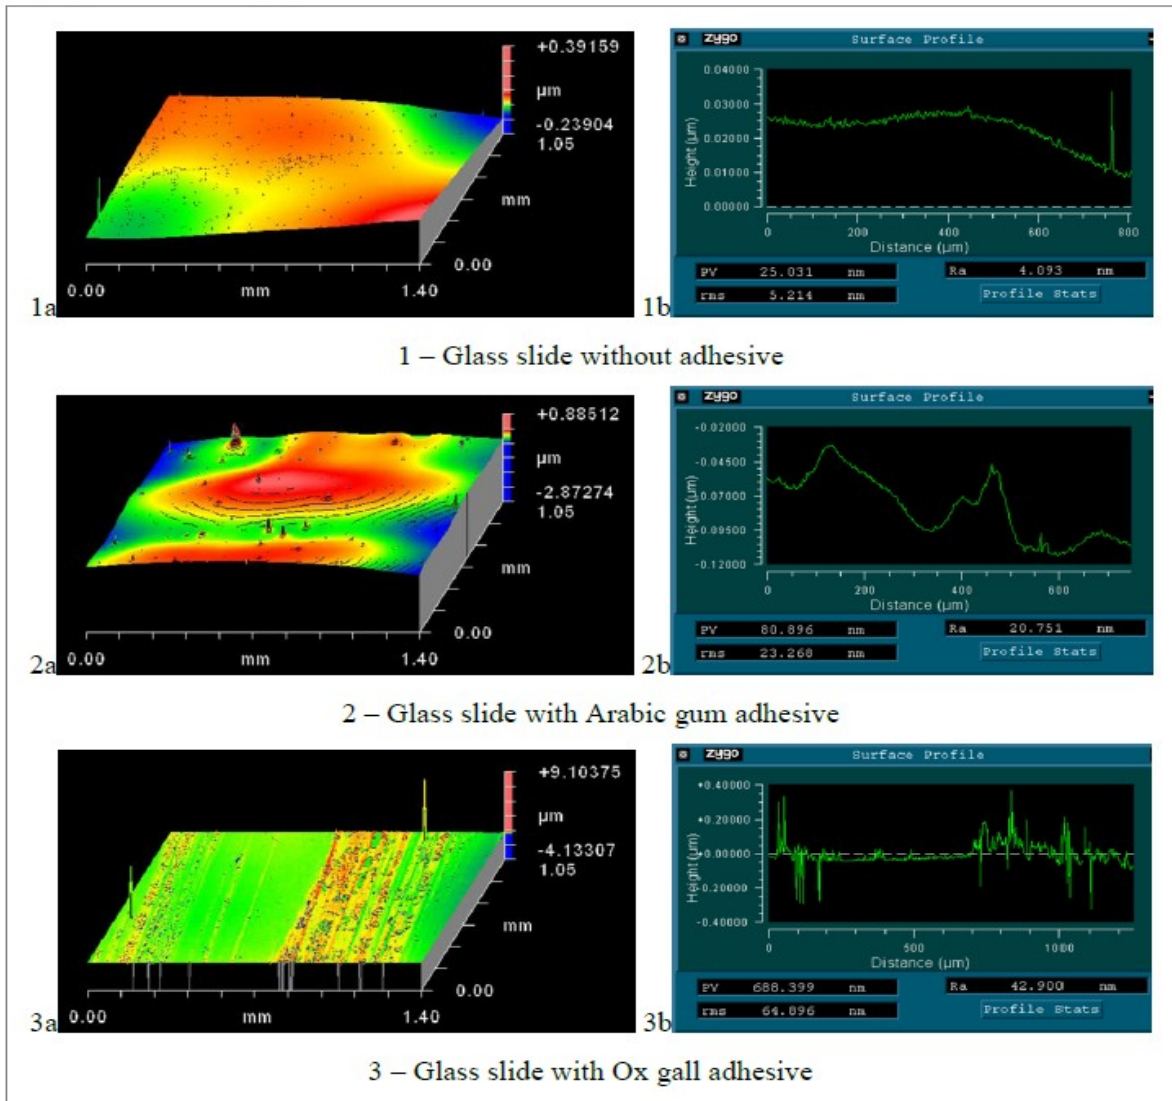 +0.39159
µm
-0.23904
1.05
mm
0.00
0.00 mm 1.40
1a
zygo Surface Profile
0.04000
0.03000
0.02000
0.01000
0.00000
Height (µm)
0 200 400 600 800
Distance (µm)
PV 25.031 nm Ra 4.093 nm
rms 5.214 nm Profile Stats
1b
1 – Glass slide without adhesive
+0.88512
µm
-2.87274
1.05
mm
0.00
0.00 mm 1.40
2a
zygo Surface Profile
-0.02000
-0.04500
-0.07000
-0.09500
-0.12000
Height (µm)
0 200 400 600
Distance (µm)
PV 80.896 nm Ra 20.751 nm
rms 23.268 nm Profile Stats
2b
2 – Glass slide with Arabic gum adhesive
+9.10375
µm
-4.13307
1.05
mm
0.00
0.00 mm 1.40
3a
zygo Surface Profile
+0.40000
+0.20000
+0.00000
-0.20000
-0.40000
Height (µm)
0 500 1000
Distance (µm)
PV 688.399 nm Ra 42.900 nm
rms 64.896 nm Profile Stats
3b
3 – Glass slide with Ox gall adhesive